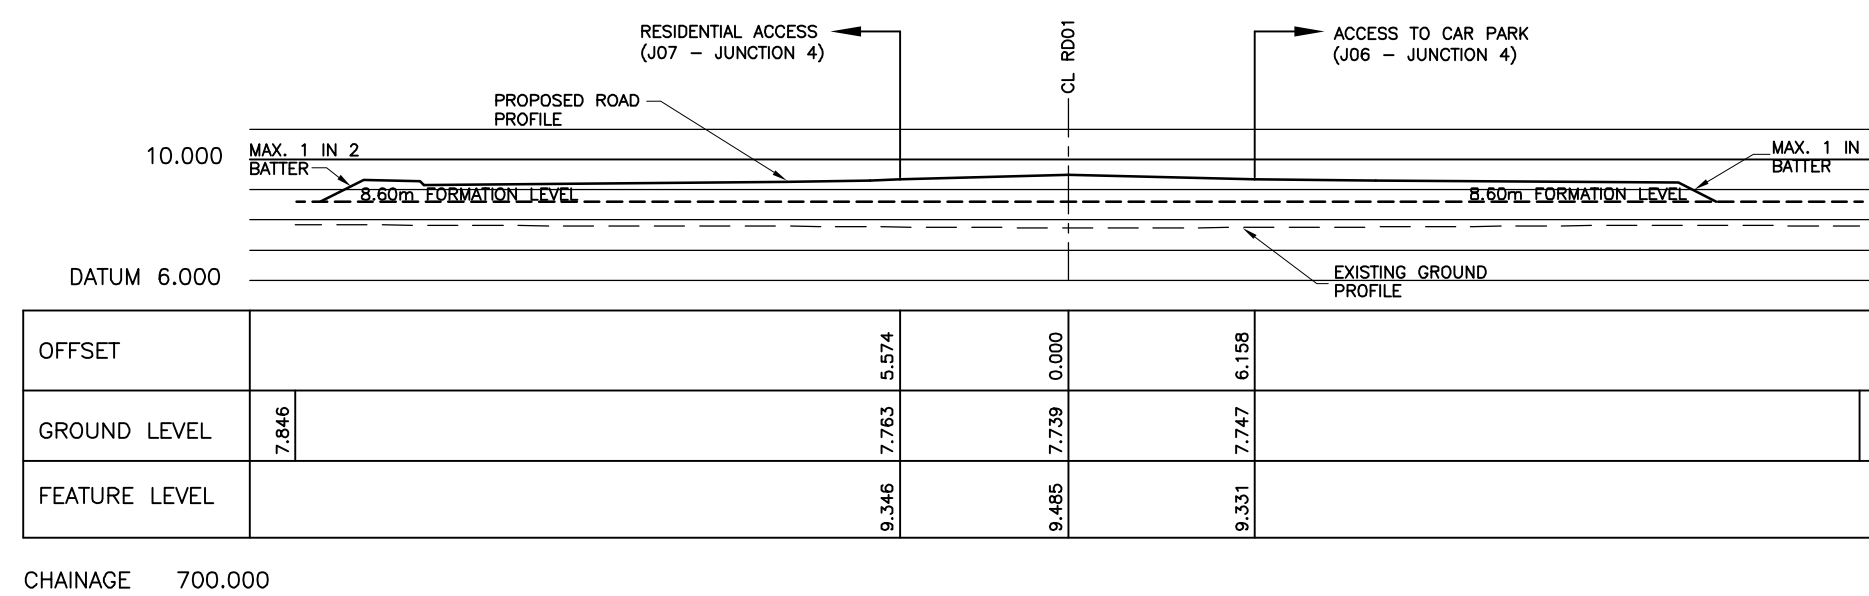 RESIDENTIAL ACCESS
(J07 - JUNCTION 4)
CL RD01
ACCESS TO CAR PARK
(J06 - JUNCTION 4)
PROPOSED ROAD
PROFILE
10.000
MAX. 1 IN 2
BATTER
MAX. 1 IN
BATTER
8.60m FORMATION LEVEL
8.60m FORMATION LEVEL
DATUM 6.000
EXISTING GROUND
PROFILE
OFFSET
5.574
0.000
6.158
GROUND LEVEL
7.846
7.763
7.739
7.747
FEATURE LEVEL
9.346
9.485
9.331
CHAINAGE 700.000